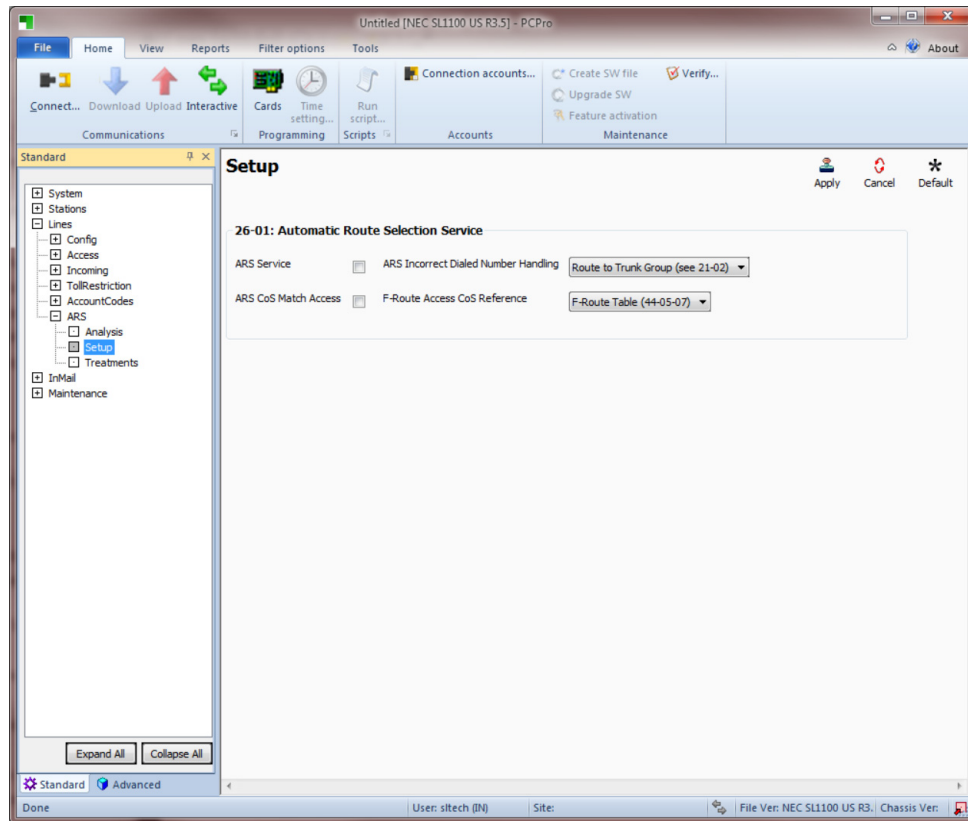 Untitled [NEC SL1100 US R3.5] - PCPro
File Home View Reports Filter options Tools About
Connect... Download Upload Interactive
Communications
Cards Time setting...
Programming
Run script...
Scripts
Connection accounts...
Accounts
Create SW file Verify...
Upgrade SW
Feature activation
Maintenance
Standard
System
Stations
Lines
Config
Access
Incoming
TollRestriction
AccountCodes
ARS
Analysis
Setup
Treatments
InMail
Maintenance
Expand All Collapse All
Standard Advanced
Setup
Apply Cancel Default
26-01: Automatic Route Selection Service
ARS Service ARS Incorrect Dialed Number Handling Route to Trunk Group (see 21-02)
ARS CoS Match Access F-Route Access CoS Reference F-Route Table (44-05-07)
Done User: sltech (IN) Site: File Ver: NEC SL1100 US R3. Chassis Ver: